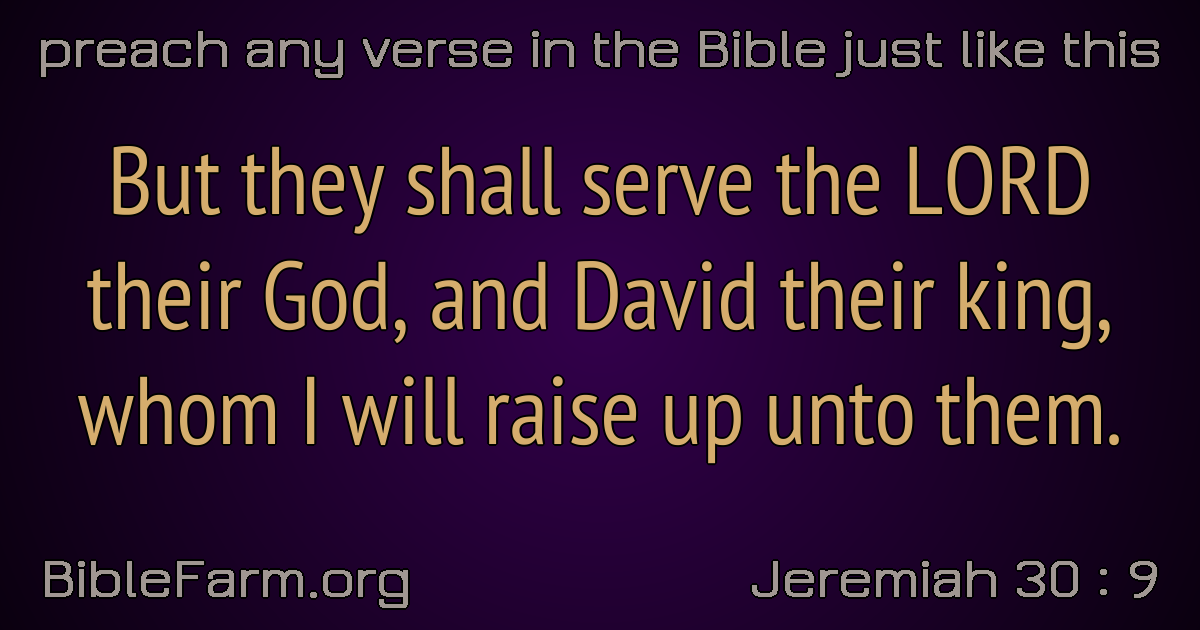 preach any verse in the Bible just like this
But they shall serve the LORD
their God, and David their king,
whom I will raise up unto them.
BibleFarm.org
Jeremiah 30 : 9